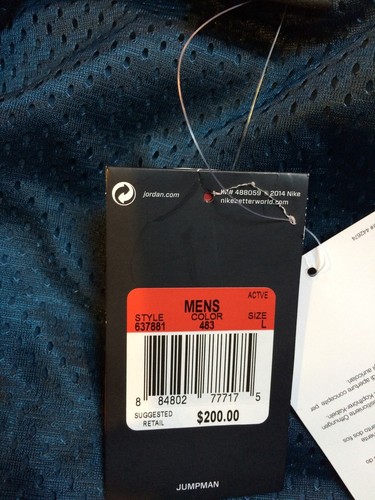 jordan.com
# 488059 © 2014 Nike
nikebetterworld.com
ACTVE
MENS
STYLE COLOR SIZE
637881 483 L
8 84802 77717 5
SUGGESTED
RETAIL
$200.00
JUMPMAN
# 442674